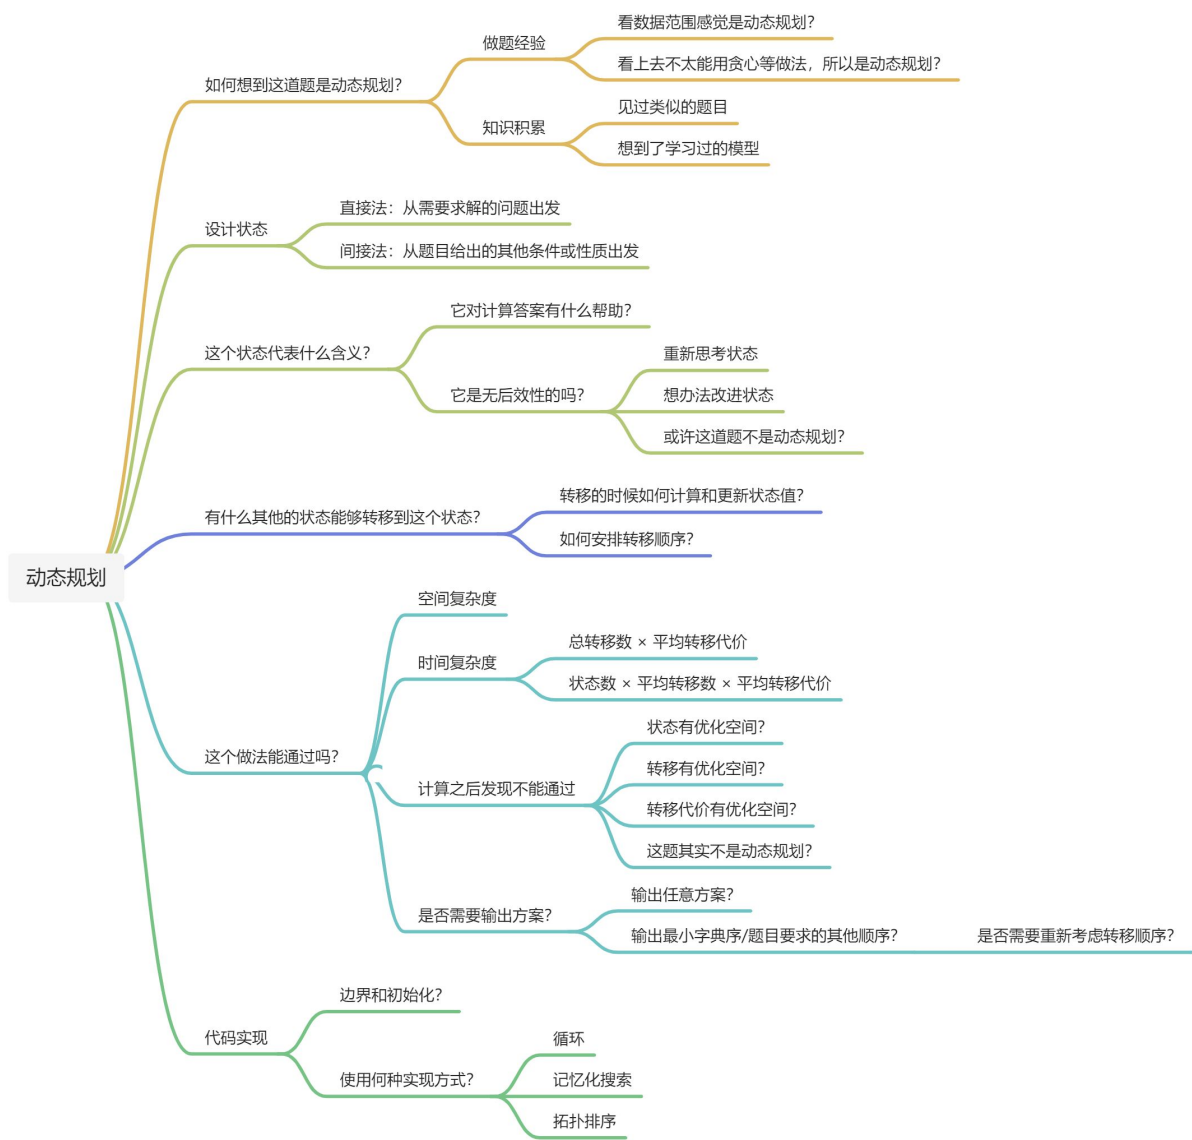 动态规划
如何想到这道题是动态规划？
做题经验
看数据范围感觉是动态规划？
看上去不太能用贪心等做法，所以是动态规划？
知识积累
见过类似的题目
想到了学习过的模型
设计状态
直接法：从需要求解的问题出发
间接法：从题目给出的其他条件或性质出发
这个状态代表什么含义？
它对计算答案有什么帮助？
它是无后效性的吗？
重新思考状态
想办法改进状态
或许这道题不是动态规划？
有什么其他的状态能够转移到这个状态？
转移的时候如何计算和更新状态值？
如何安排转移顺序？
这个做法能通过吗？
空间复杂度
时间复杂度
总转移数 × 平均转移代价
状态数 × 平均转移数 × 平均转移代价
计算之后发现不能通过
状态有优化空间？
转移有优化空间？
转移代价有优化空间？
这题其实不是动态规划？
是否需要输出方案？
输出任意方案？
输出最小字典序/题目要求的其他顺序？
是否需要重新考虑转移顺序？
代码实现
边界和初始化？
使用何种实现方式？
循环
记忆化搜索
拓扑排序